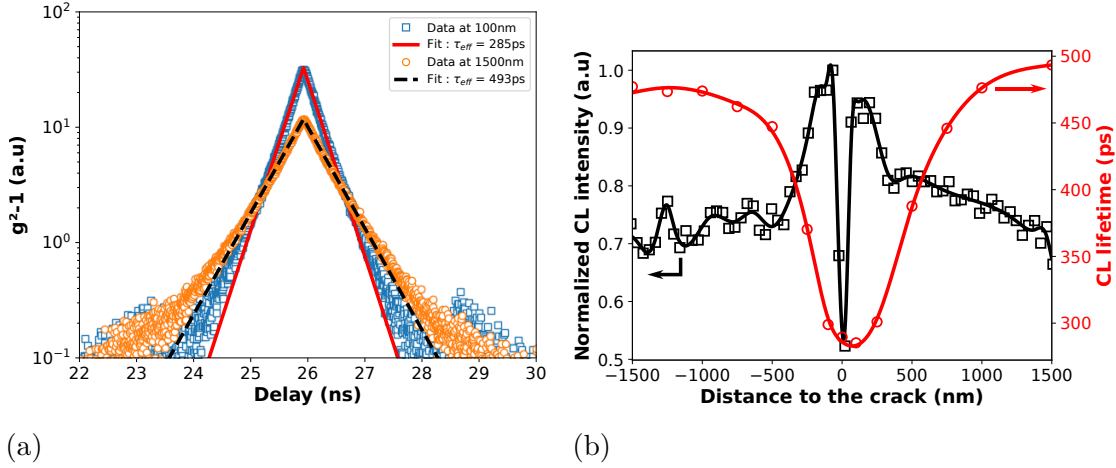 10²
10¹
10⁰
10⁻¹
g²-1 (a.u)
Data at 100nm
Fit : τ_eff = 285ps
Data at 1500nm
Fit : τ_eff = 493ps
22 23 24 25 26 27 28 29 30
Delay (ns)
(a)
1.0
0.9
0.8
0.7
0.6
0.5
Normalized CL intensity (a.u)
500
450
400
350
300
CL lifetime (ps)
−1500 −1000 −500 0 500 1000 1500
Distance to the crack (nm)
(b)